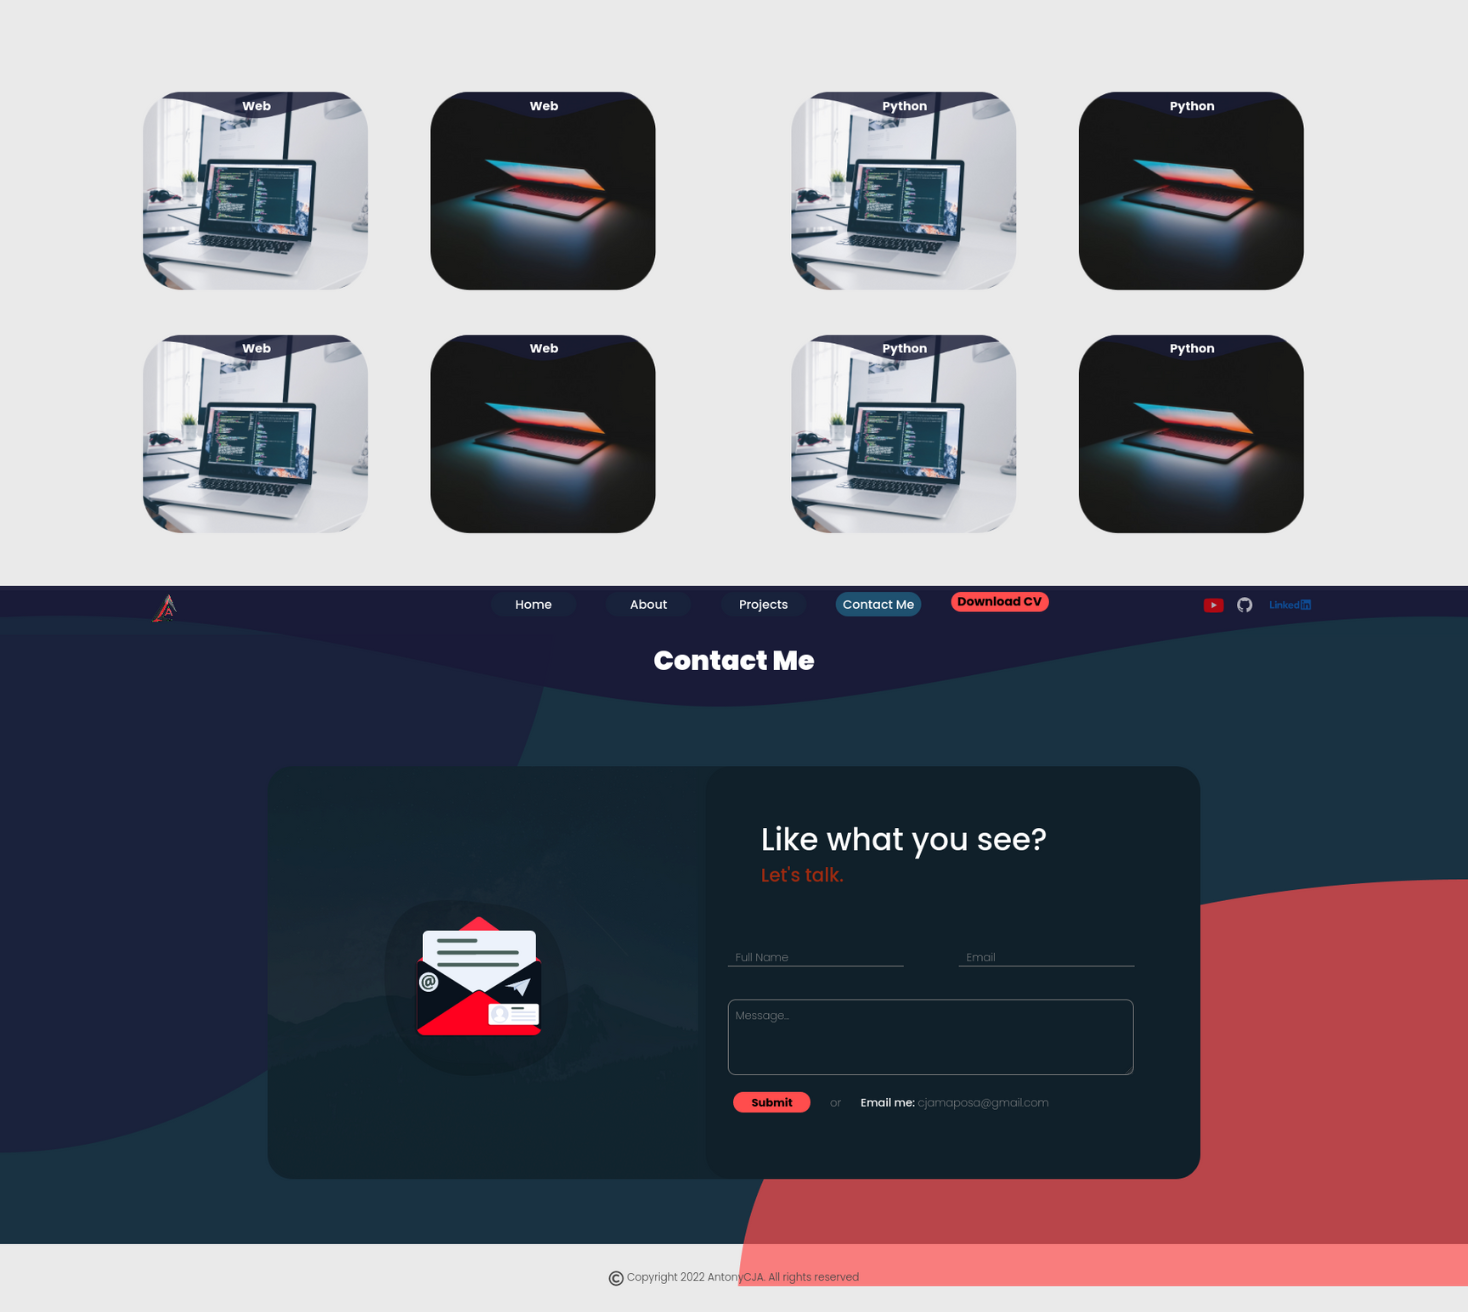 Web
Web
Python
Python
Web
Web
Python
Python
Home
About
Projects
Contact Me
Download CV
Linkedin
Contact Me
Like what you see?
Let's talk.
Full Name
Email
Message...
Submit
or
Email me: cjamaposa@gmail.com
© Copyright 2022 AntonyCJA. All rights reserved